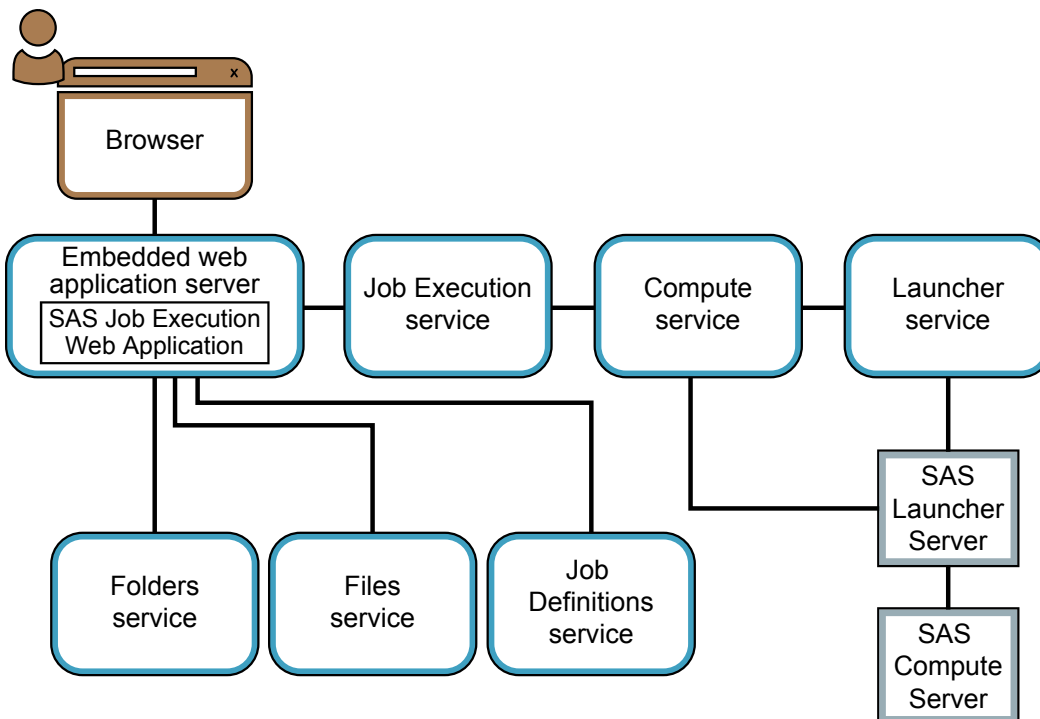 x
Browser
Embedded web
application server
SAS Job Execution
Web Application
Job Execution
service
Compute
service
Launcher
service
SAS
Launcher
Server
Folders
service
Files
service
Job
Definitions
service
SAS
Compute
Server